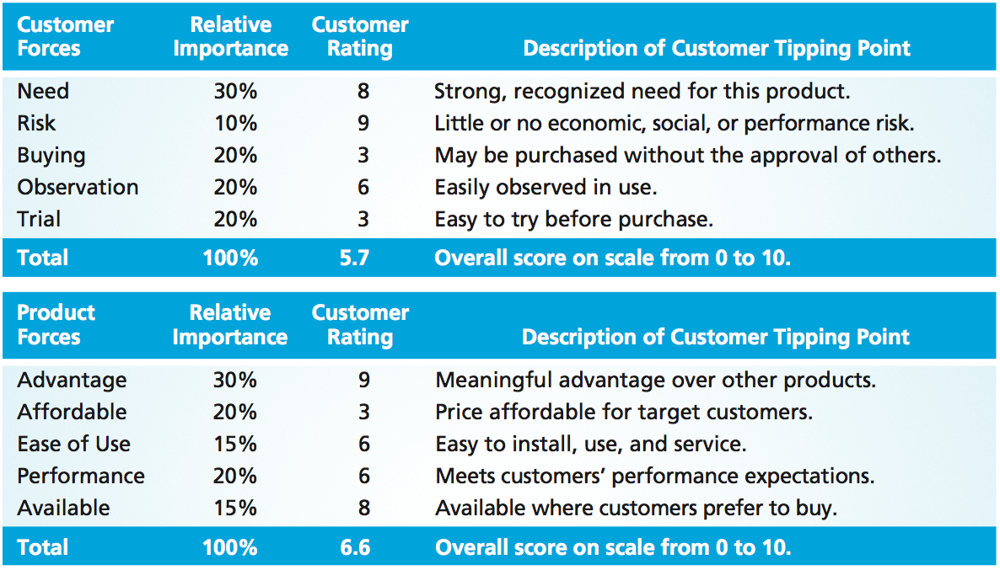 Customer Forces Relative Importance Customer Rating Description of Customer Tipping Point
Need 30% 8 Strong, recognized need for this product.
Risk 10% 9 Little or no economic, social, or performance risk.
Buying 20% 3 May be purchased without the approval of others.
Observation 20% 6 Easily observed in use.
Trial 20% 3 Easy to try before purchase.
Total 100% 5.7 Overall score on scale from 0 to 10.
Product Forces Relative Importance Customer Rating Description of Customer Tipping Point
Advantage 30% 9 Meaningful advantage over other products.
Affordable 20% 3 Price affordable for target customers.
Ease of Use 15% 6 Easy to install, use, and service.
Performance 20% 6 Meets customers’ performance expectations.
Available 15% 8 Available where customers prefer to buy.
Total 100% 6.6 Overall score on scale from 0 to 10.